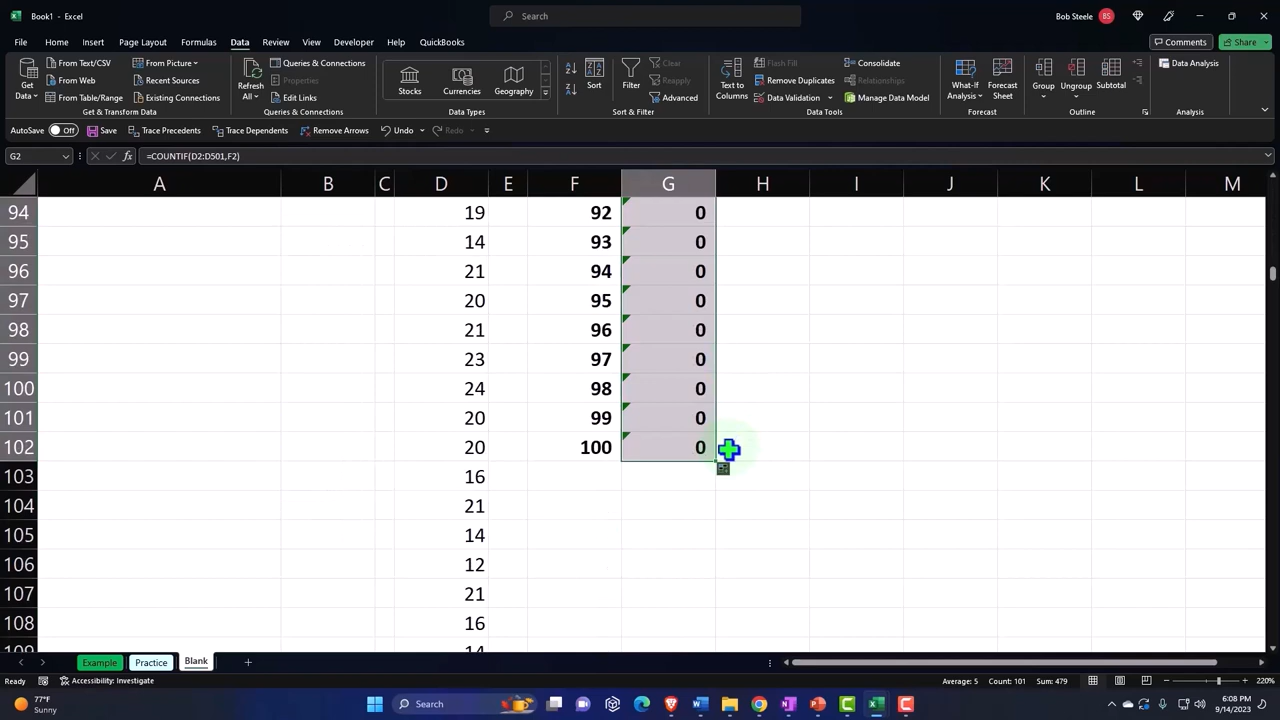 Book1 - Excel
Search
Bob Steele BS
File Home Insert Page Layout Formulas Data Review View Developer Help QuickBooks
Comments Share
Get Data
From Text/CSV
From Web
From Table/Range
From Picture
Recent Sources
Existing Connections
Get & Transform Data
Refresh All
Queries & Connections
Properties
Edit Links
Queries & Connections
Stocks Currencies Geography
Data Types
Sort
Filter
Clear
Reapply
Advanced
Sort & Filter
Text to Columns
Flash Fill
Remove Duplicates
Data Validation
Consolidate
Relationships
Manage Data Model
Data Tools
What-If Analysis
Forecast Sheet
Forecast
Group
Ungroup
Subtotal
Outline
Data Analysis
Analysis
AutoSave Off Save Trace Precedents Trace Dependents Remove Arrows Undo Redo
G2 fx =COUNTIF(D2:D501,F2)
A B C D E F G H I J K L M
94 19 92 0
95 14 93 0
96 21 94 0
97 20 95 0
98 21 96 0
99 23 97 0
100 24 98 0
101 20 99 0
102 20 100 0
103 16
104 21
105 14
106 12
107 21
108 16
109 14
Example Practice Blank
Ready Accessibility: Investigate Average: 5 Count: 101 Sum: 479 220%
77°F
Sunny
Search
6:08 PM
9/14/2023